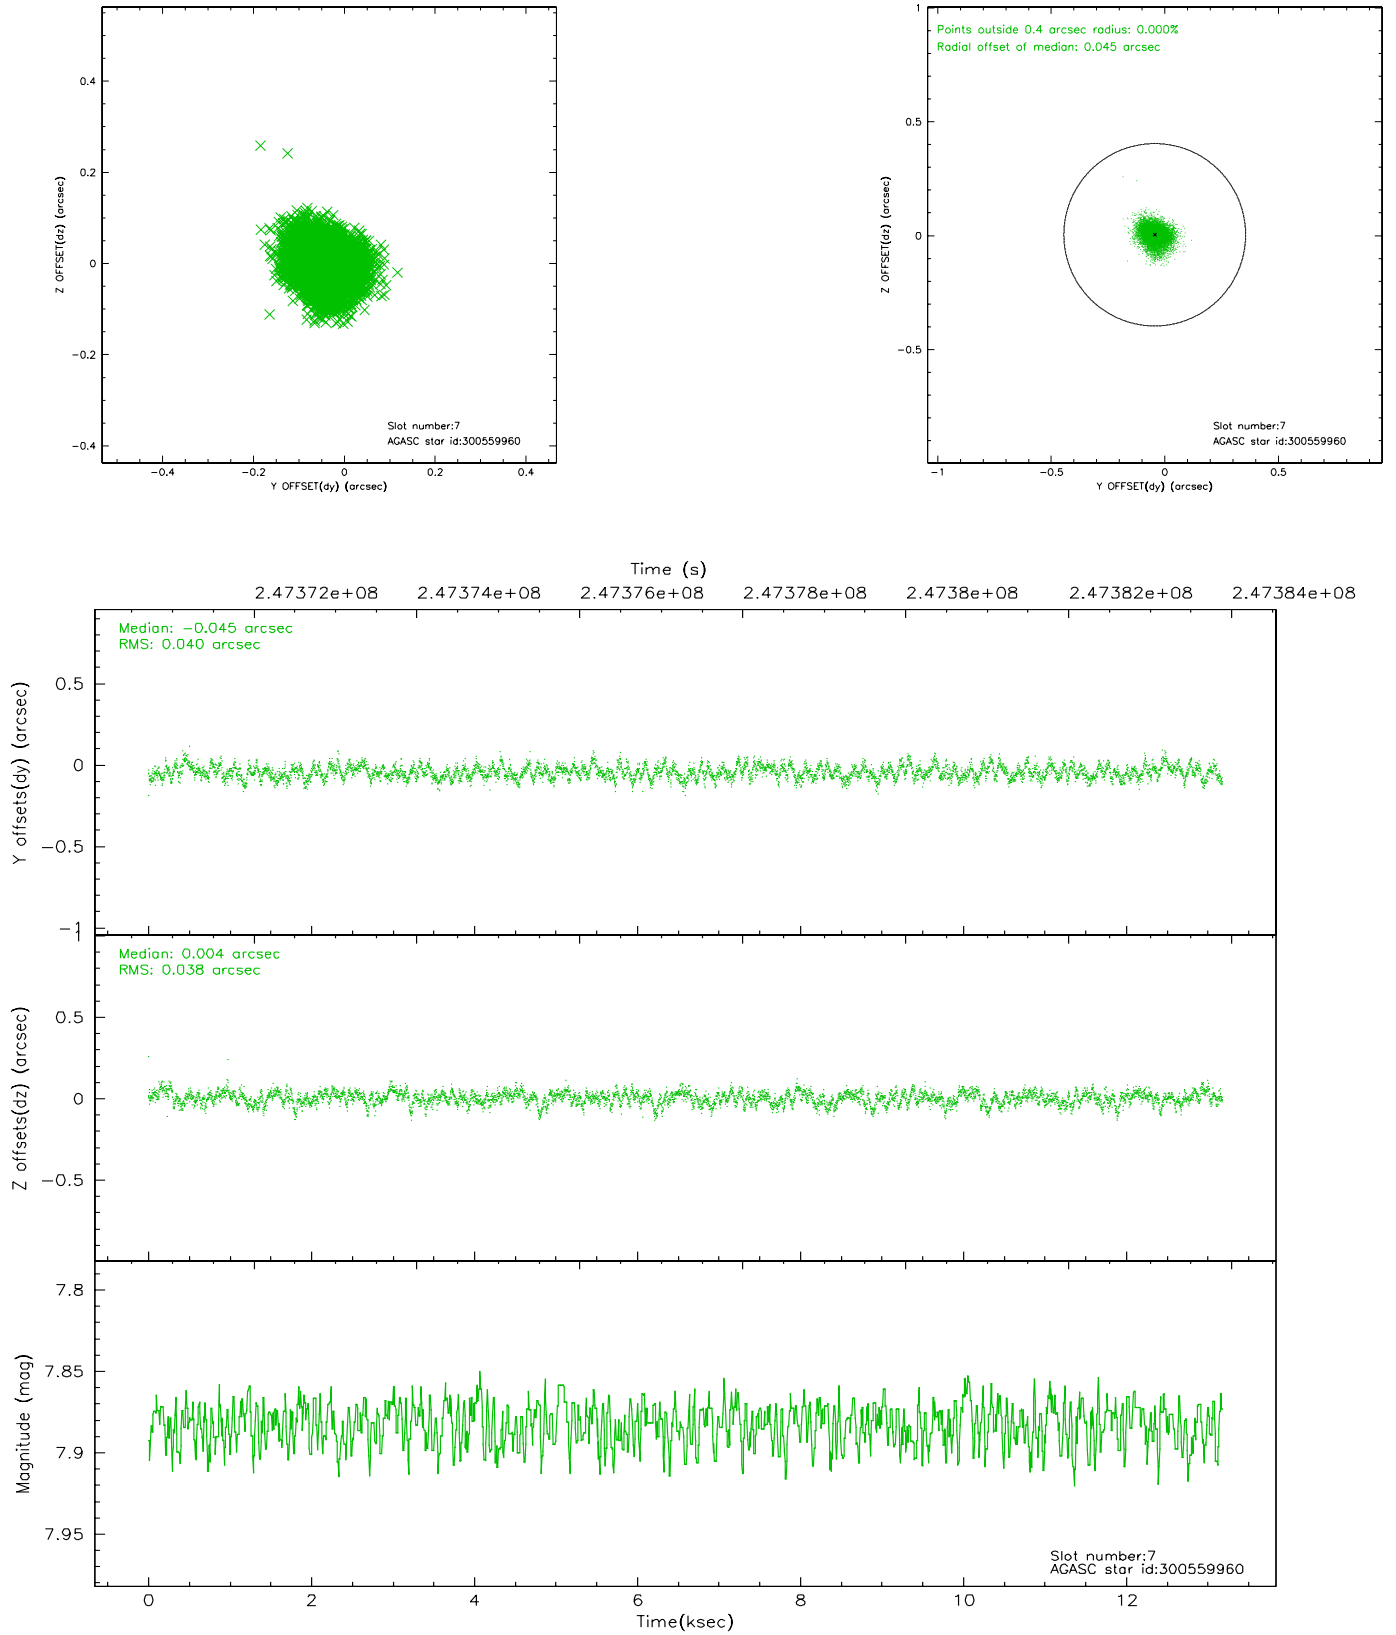 0.4
0.2
0
-0.2
-0.4
Z OFFSET(dz) (arcsec)
Slot number:7
AGASC star id:300559960
-0.4 -0.2 0 0.2 0.4
Y OFFSET(dy) (arcsec)
1
0.5
0
-0.5
Z OFFSET(dz) (arcsec)
Points outside 0.4 arcsec radius: 0.000%
Radial offset of median: 0.045 arcsec
Slot number:7
AGASC star id:300559960
-1 -0.5 0 0.5
Y OFFSET(dy) (arcsec)
Time (s)
2.47372e+08 2.47374e+08 2.47376e+08 2.47378e+08 2.4738e+08 2.47382e+08 2.47384e+08
Median: -0.045 arcsec
RMS: 0.040 arcsec
0.5
0
-0.5
-1
Y offsets(dy) (arcsec)
1
Median: 0.004 arcsec
RMS: 0.038 arcsec
0.5
0
-0.5
Z offsets(dz) (arcsec)
7.8
7.85
7.9
7.95
Magnitude (mag)
Slot number:7
AGASC star id:300559960
0 2 4 6 8 10 12
Time(ksec)